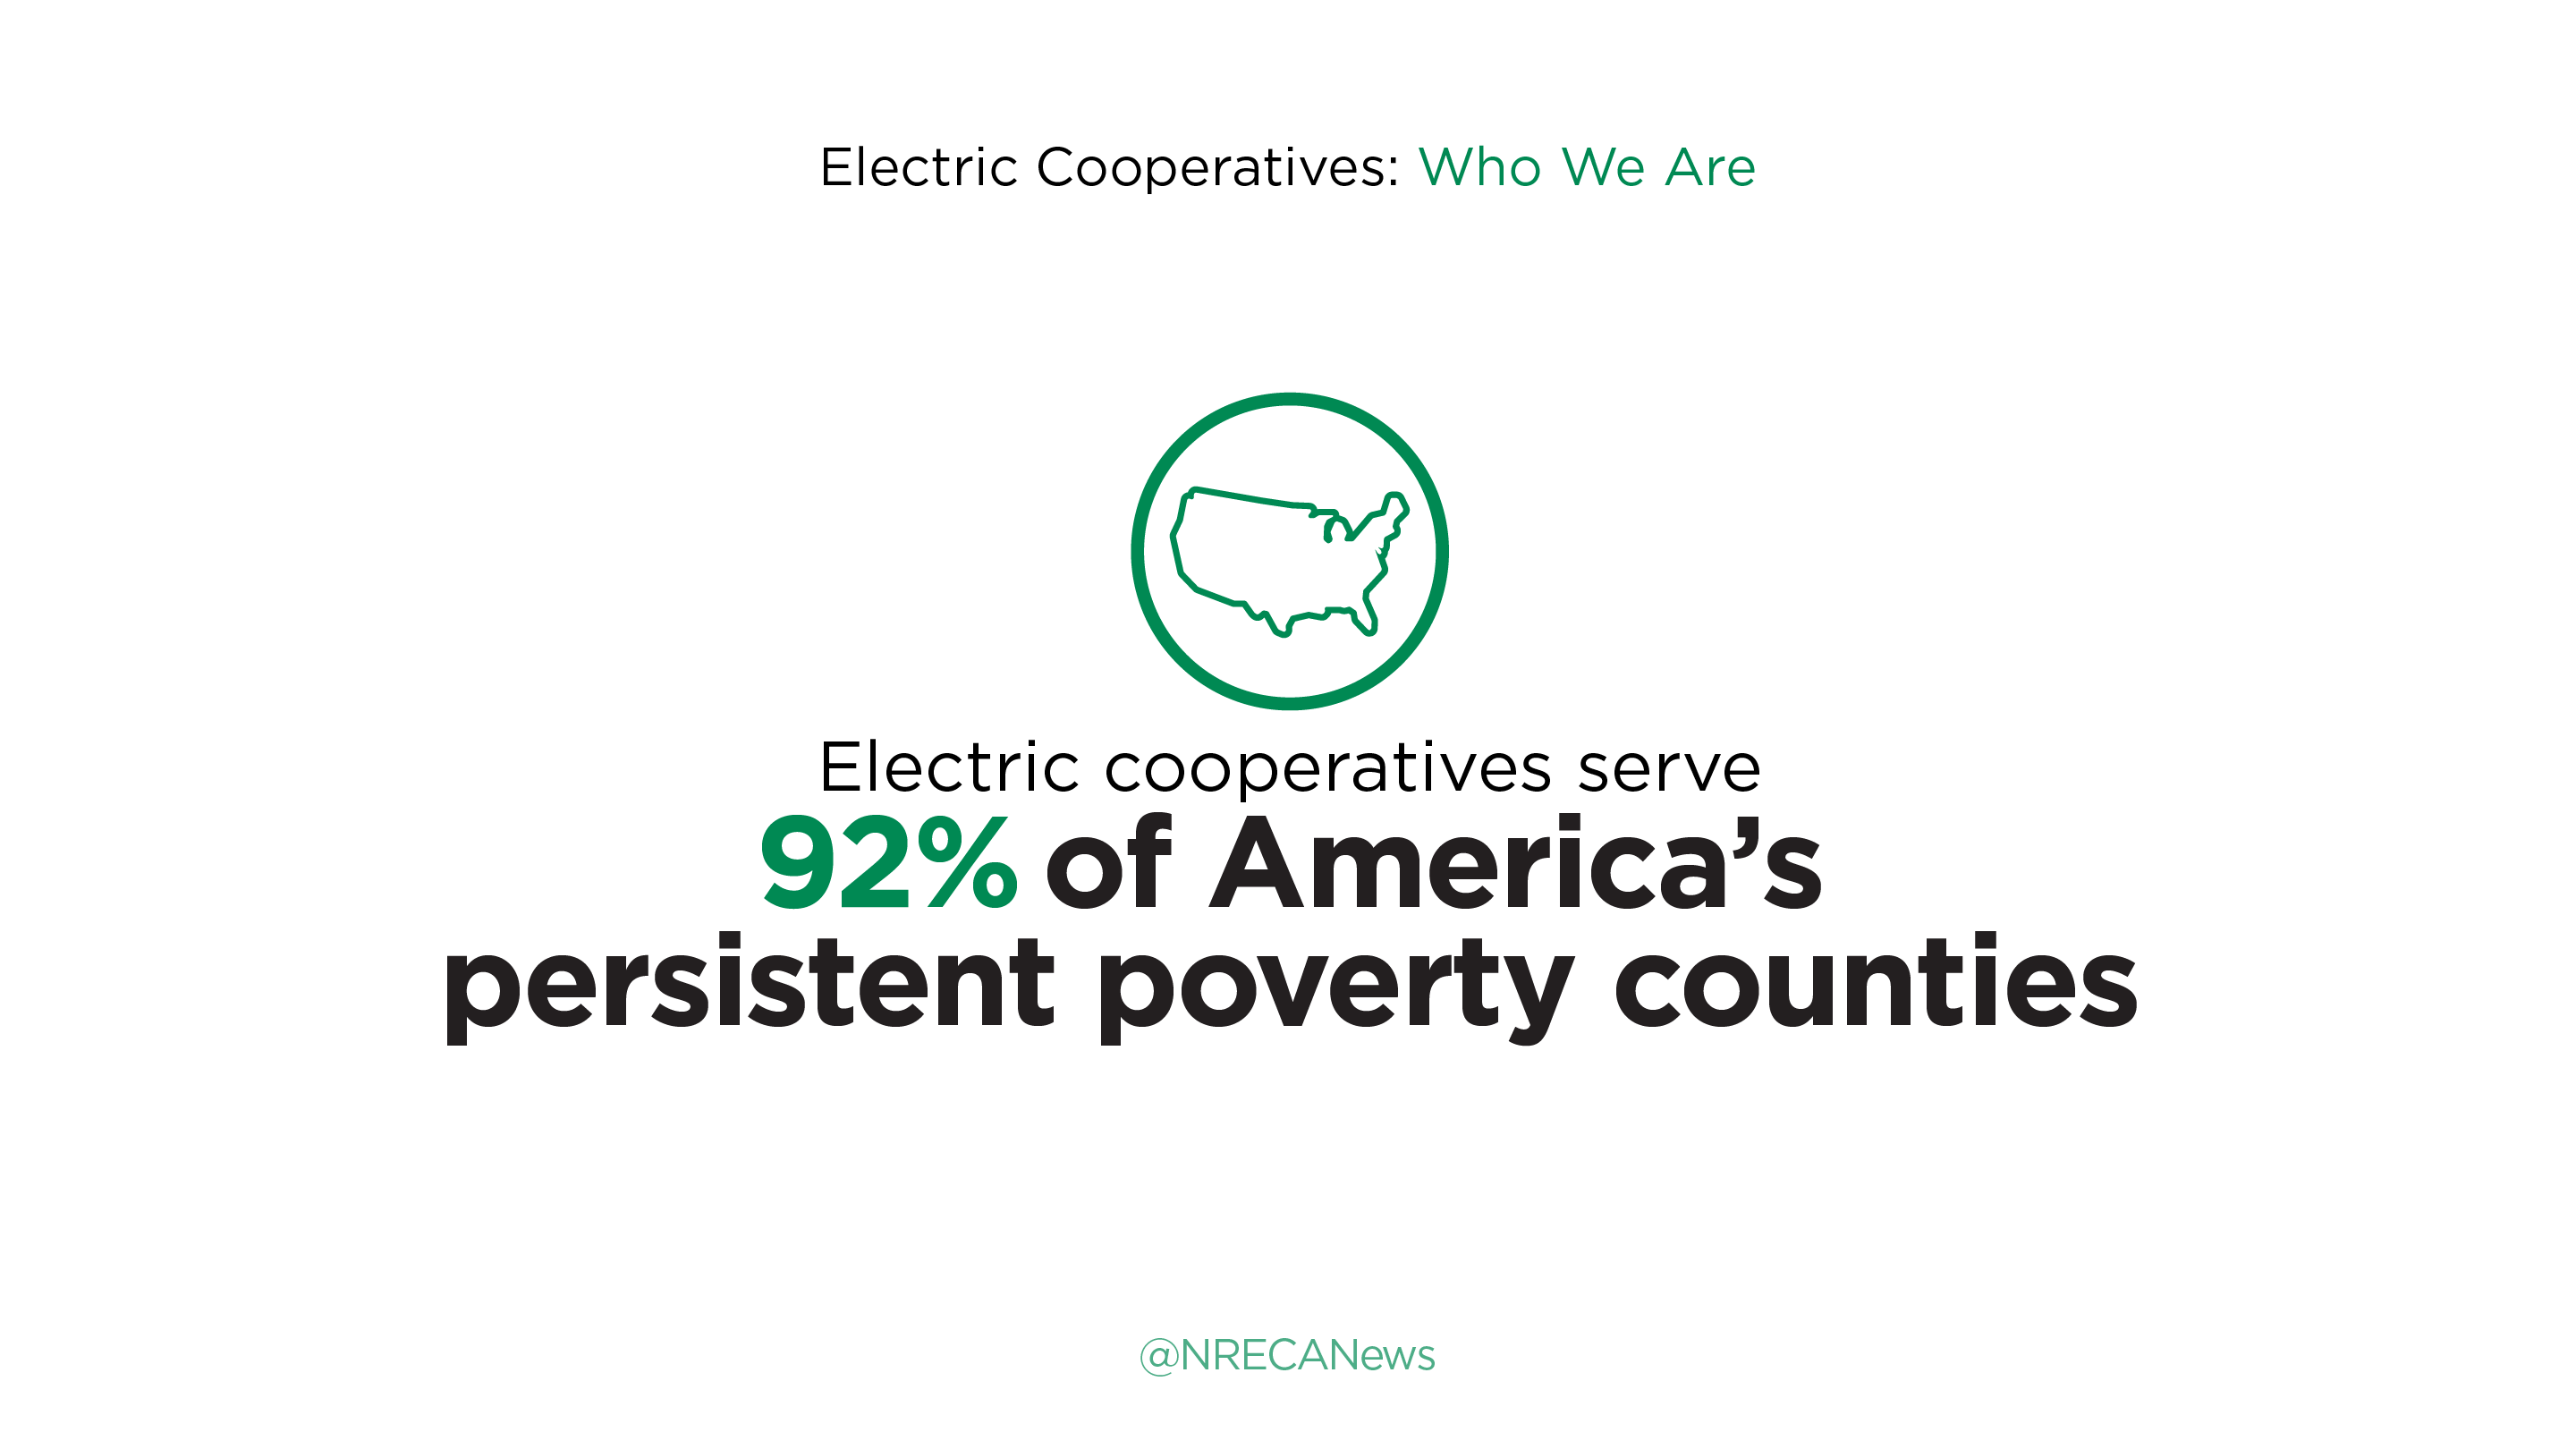 Electric Cooperatives: Who We Are
Electric cooperatives serve
92% of America’s
persistent poverty counties
@NRECANews